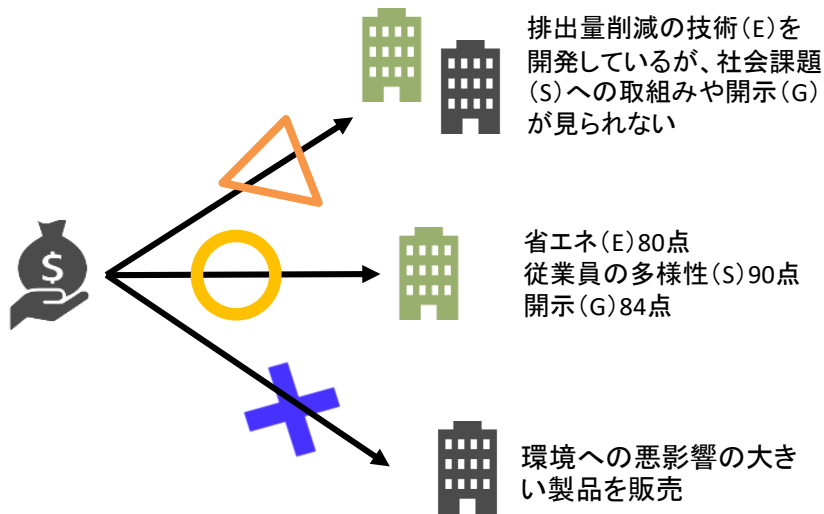 排出量削減の技術（E）を
開発しているが、社会課題
（S）への取組みや開示（G）
が見られない
$
省エネ（E）80点
従業員の多様性（S）90点
開示（G）84点
環境への悪影響の大き
い製品を販売